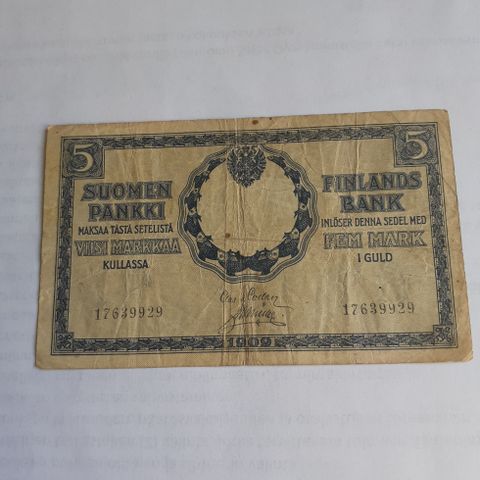 5
5
SUOMEN
PANKKI
MAKSAA TÄSTÄ SETELISTÄ
VIISI MARKKAA
KULLASSA
FINLANDS
BANK
INLÖSER DENNA SEDEL MED
FEM MARK
I GULD
17639929
17639929
1909